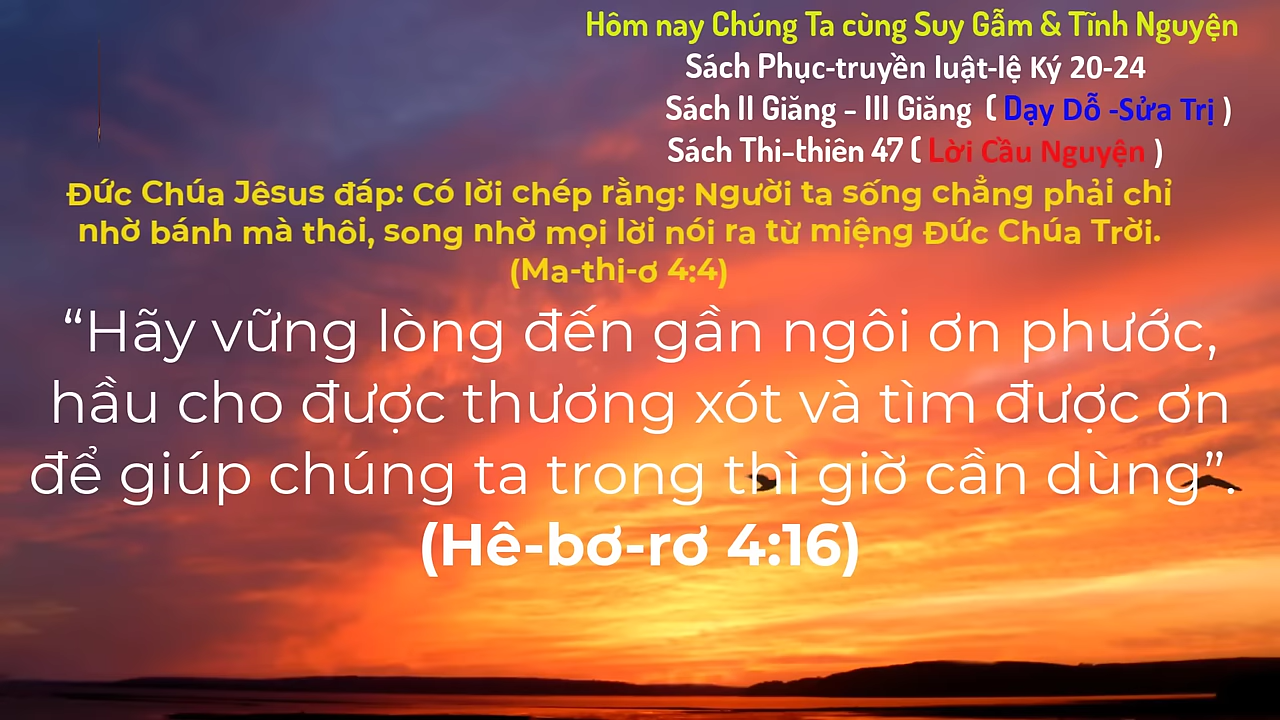 Hôm nay Chúng Ta cùng Suy Gẫm & Tĩnh Nguyện
Sách Phục-truyền luật-lệ Ký 20-24
Sách II Giăng – III Giăng ( Dạy Dỗ -Sửa Trị )
Sách Thi-thiên 47 ( Lời Cầu Nguyện )
Đức Chúa Jêsus đáp: Có lời chép rằng: Người ta sống chẳng phải chỉ
nhờ bánh mà thôi, song nhờ mọi lời nói ra từ miệng Đức Chúa Trời.
(Ma-thi-ơ 4:4)
“Hãy vững lòng đến gần ngôi ơn phước,
hầu cho được thương xót và tìm được ơn
để giúp chúng ta trong thì giờ cần dùng”.
(Hê-bơ-rơ 4:16)